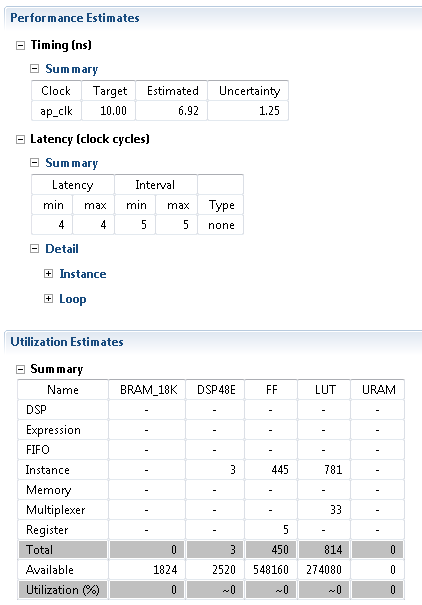 Performance Estimates
Timing (ns)
Summary
Clock Target Estimated Uncertainty
ap_clk 10.00 6.92 1.25
Latency (clock cycles)
Summary
Latency Interval
min max min max Type
4 4 5 5 none
Detail
Instance
Loop
Utilization Estimates
Summary
Name BRAM_18K DSP48E FF LUT URAM
DSP - - - - -
Expression - - - - -
FIFO - - - - -
Instance - 3 445 781 -
Memory - - - - -
Multiplexer - - - 33 -
Register - - 5 - -
Total 0 3 450 814 0
Available 1824 2520 548160 274080 0
Utilization (%) 0 ~0 ~0 ~0 0